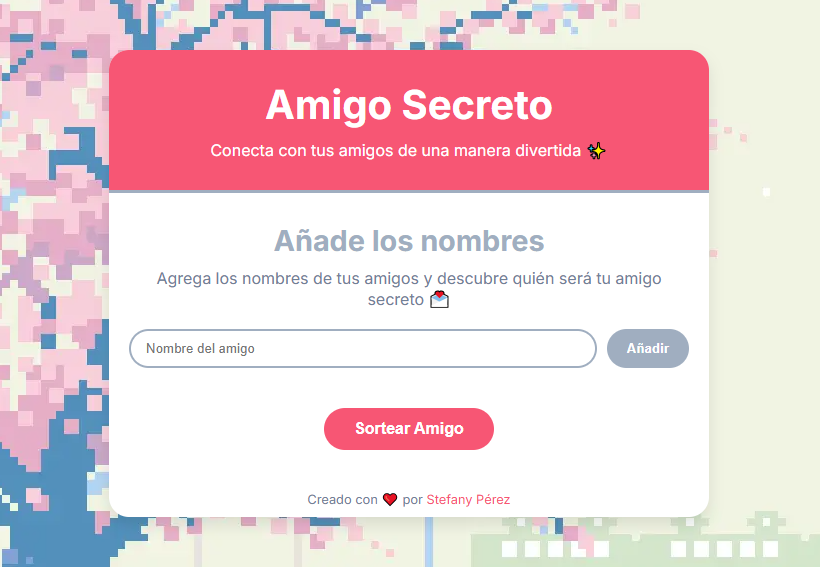 Amigo Secreto
Conecta con tus amigos de una manera divertida ✨
Añade los nombres
Agrega los nombres de tus amigos y descubre quién será tu amigo
secreto 💌
Nombre del amigo
Añadir
Sortear Amigo
Creado con ❤️ por Stefany Pérez